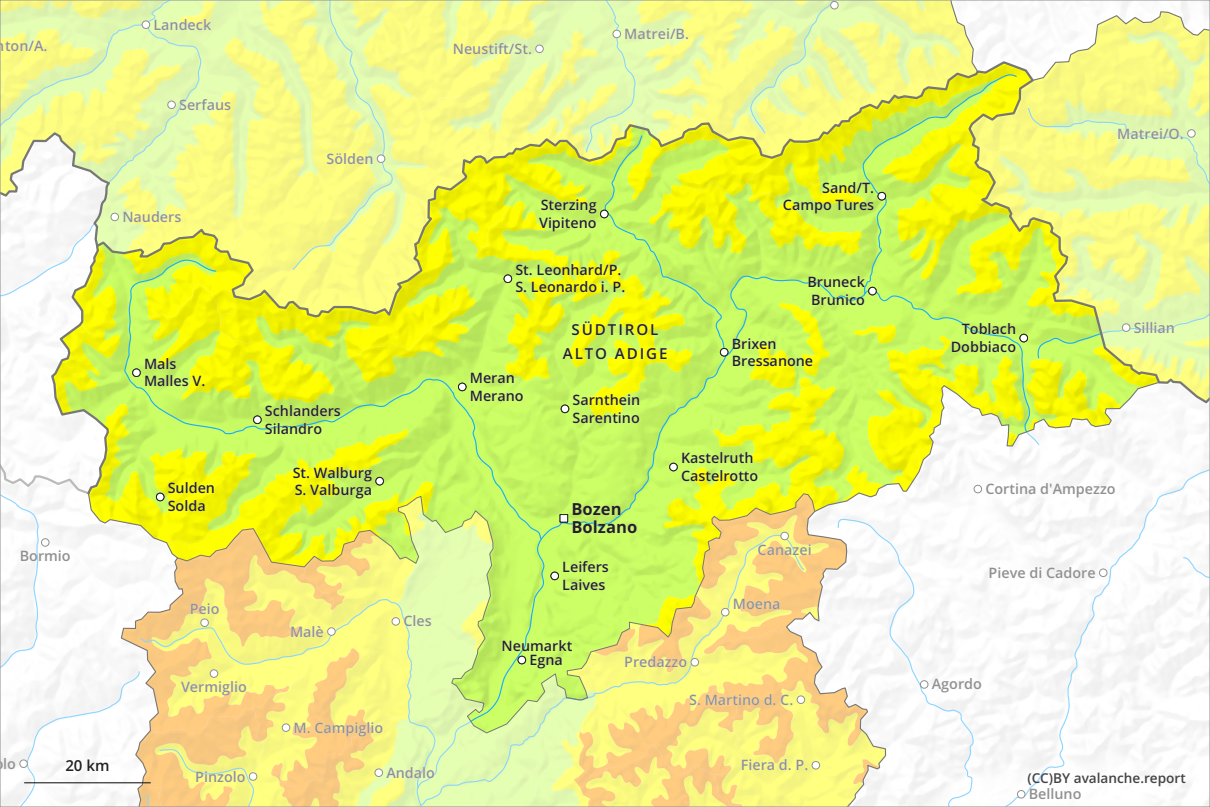 Landeck
Matrei/B.
Neustift/St.
Serfaus
Matrei/O.
Sölden
Sand/T.
Campo Tures
Nauders
Sterzing
Vipiteno
St. Leonhard/P.
S. Leonardo i. P.
Bruneck
Brunico
SÜDTIROL
ALTO ADIGE
Toblach
Dobbiaco
Sillian
Brixen
Bressanone
Mals
Malles V.
Meran
Merano
Sarnthein
Sarentino
Schlanders
Silandro
Kastelruth
Castelrotto
St. Walburg
S. Valburga
Sulden
Solda
Cortina d'Ampezzo
Bozen
Bolzano
Bormio
Canazei
Leifers
Laives
Pieve di Cadore
Peio
Moena
Cles
Malè
Neumarkt
Egna
Predazzo
Vermiglio
Agordo
S. Martino d. C.
M. Campiglio
Fiera d. P.
20 km
Pinzolo
Andalo
(CC)BY avalanche.report
Belluno